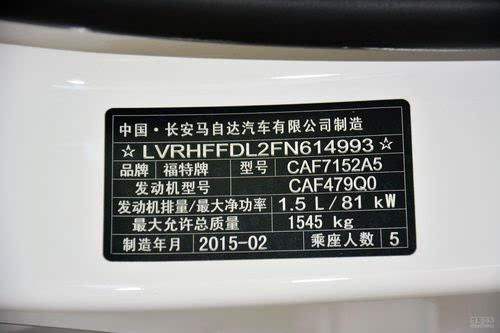 中国·长安马自达汽车有限公司制造
☆ LVRHFFDL2FN614993 ☆
品牌 福特牌 型号 CAF7152A5
发动机型号 CAF479Q0
发动机排量/最大净功率 1.5 L/81 kW
最大允许总质量 1545 kg
制造年月 2015-02 乘座人数 5